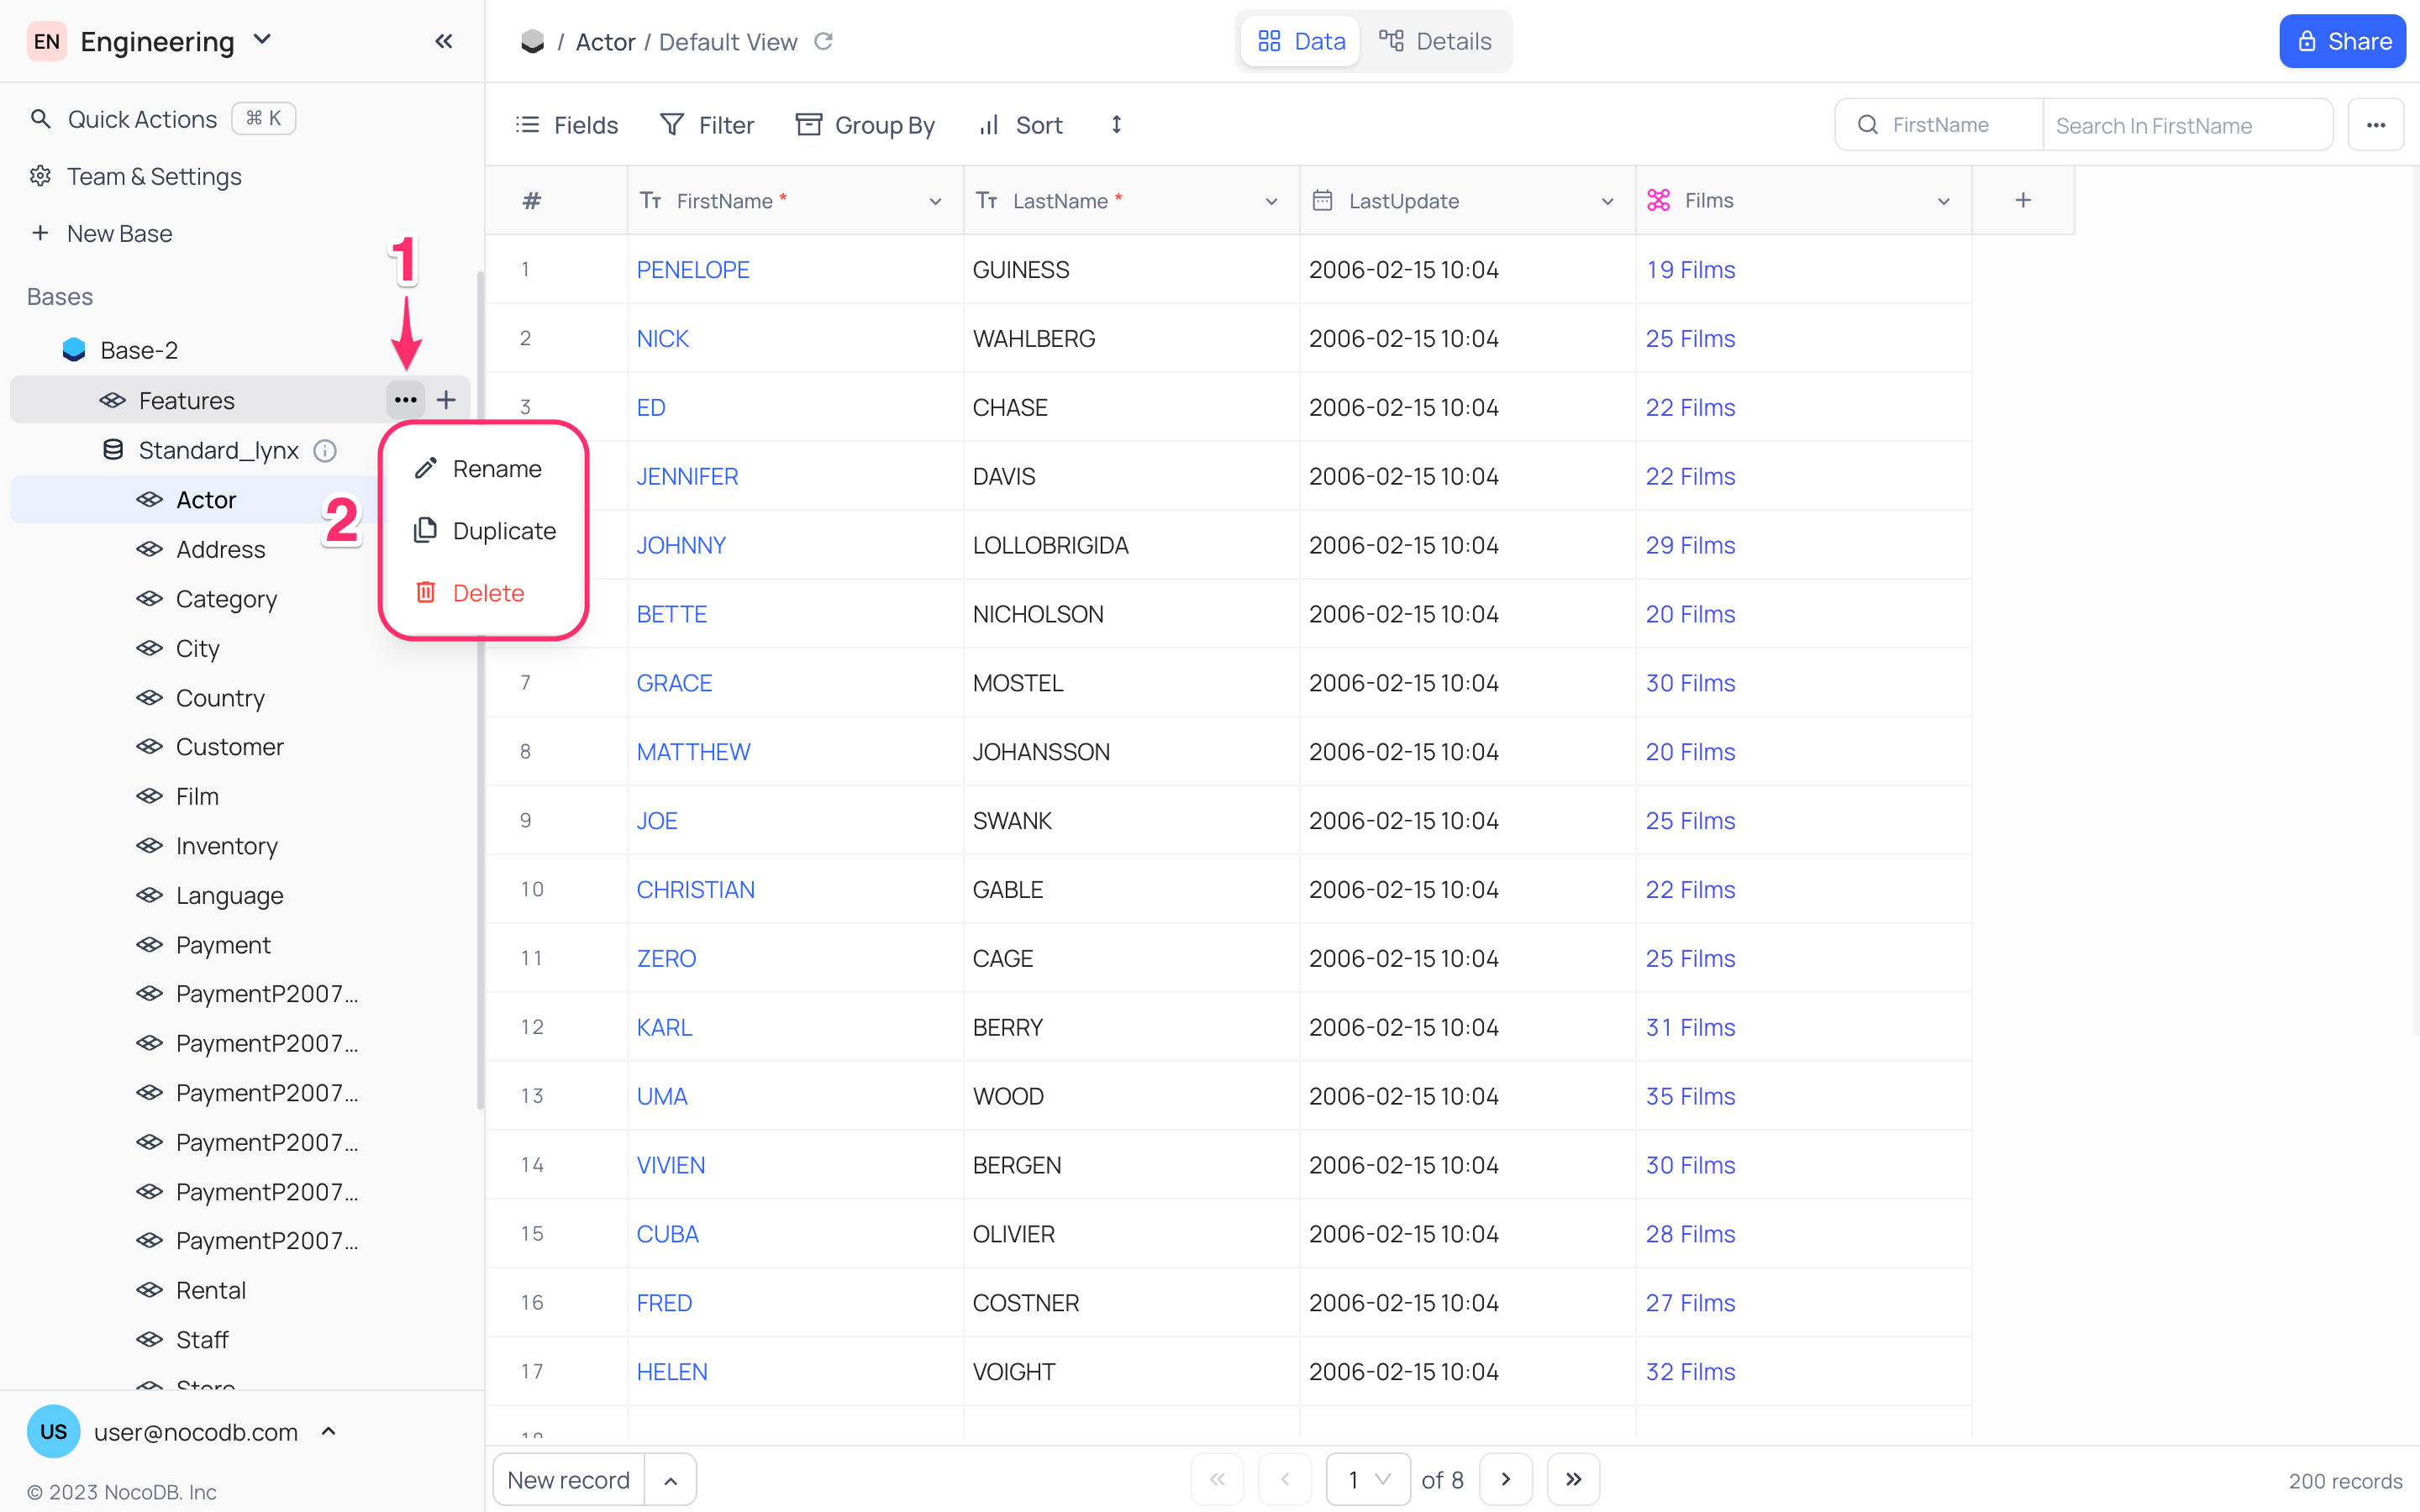 EN Engineering
Quick Actions ⌘ K
Team & Settings
New Base
Bases
Base-2
Features
Standard_lynx
Actor
Address
Category
City
Country
Customer
Film
Inventory
Language
Payment
PaymentP2007...
PaymentP2007...
PaymentP2007...
PaymentP2007...
PaymentP2007...
PaymentP2007...
Rental
Staff
Store
US user@nocodb.com
© 2023 NocoDB. Inc
1
2
Rename
Duplicate
Delete
/ Actor / Default View
Data Details
Share
Fields Filter Group By Sort
FirstName Search In FirstName
# FirstName * LastName * LastUpdate Films +
1 PENELOPE GUINESS 2006-02-15 10:04 19 Films
2 NICK WAHLBERG 2006-02-15 10:04 25 Films
3 ED CHASE 2006-02-15 10:04 22 Films
JENNIFER DAVIS 2006-02-15 10:04 22 Films
JOHNNY LOLLOBRIGIDA 2006-02-15 10:04 29 Films
BETTE NICHOLSON 2006-02-15 10:04 20 Films
7 GRACE MOSTEL 2006-02-15 10:04 30 Films
8 MATTHEW JOHANSSON 2006-02-15 10:04 20 Films
9 JOE SWANK 2006-02-15 10:04 25 Films
10 CHRISTIAN GABLE 2006-02-15 10:04 22 Films
11 ZERO CAGE 2006-02-15 10:04 25 Films
12 KARL BERRY 2006-02-15 10:04 31 Films
13 UMA WOOD 2006-02-15 10:04 35 Films
14 VIVIEN BERGEN 2006-02-15 10:04 30 Films
15 CUBA OLIVIER 2006-02-15 10:04 28 Films
16 FRED COSTNER 2006-02-15 10:04 27 Films
17 HELEN VOIGHT 2006-02-15 10:04 32 Films
18
New record
1 of 8
200 records